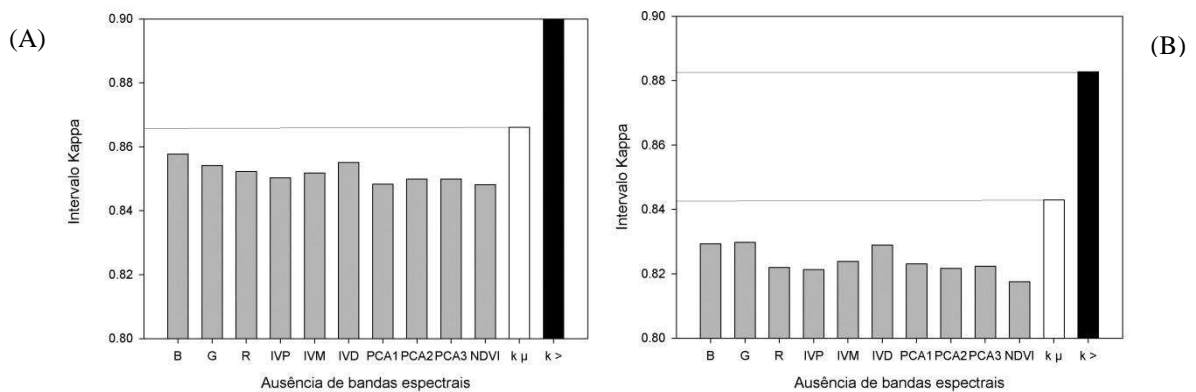 (A)
Intervalo Kappa
0.90
0.88
0.86
0.84
0.82
0.80
B G R IVP IVM IVD PCA1 PCA2 PCA3 NDVI k µ k >
Ausência de bandas espectrais
(B)
Intervalo Kappa
0.90
0.88
0.86
0.84
0.82
0.80
B G R IVP IVM IVD PCA1 PCA2 PCA3 NDVI k µ k >
Ausência de bandas espectrais